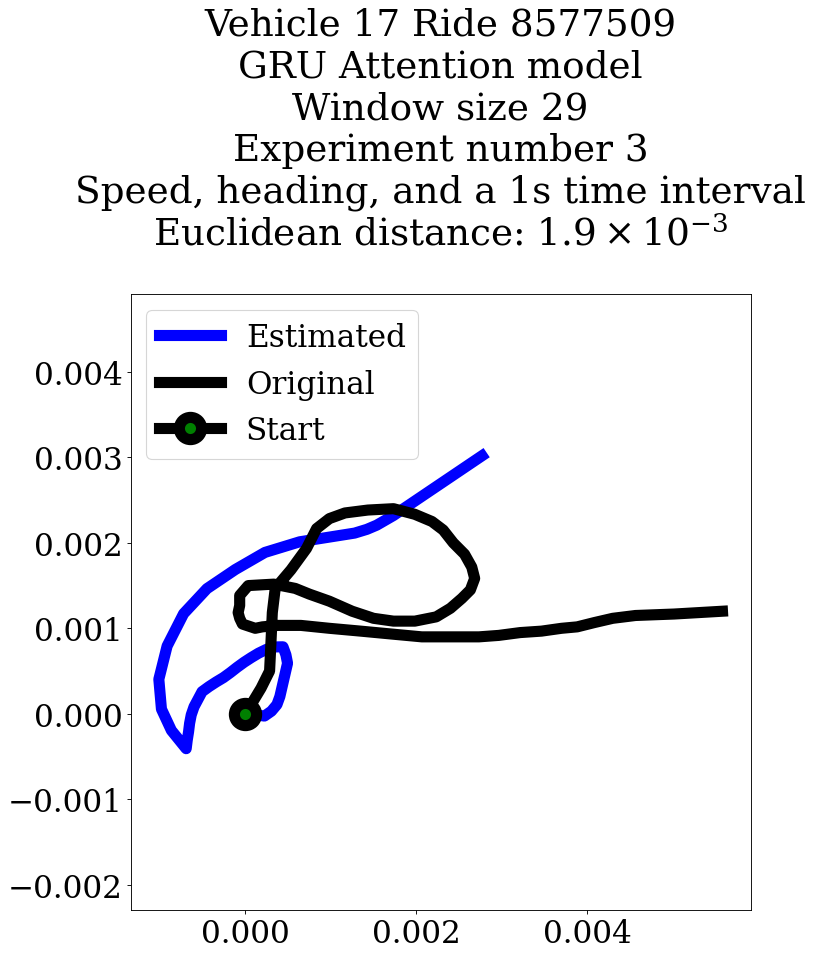 Vehicle 17 Ride 8577509
GRU Attention model
Window size 29
Experiment number 3
Speed, heading, and a 1s time interval
Euclidean distance: 1.9 × 10⁻³
Estimated
Original
Start
0.004
0.003
0.002
0.001
0.000
−0.001
−0.002
0.000 0.002 0.004